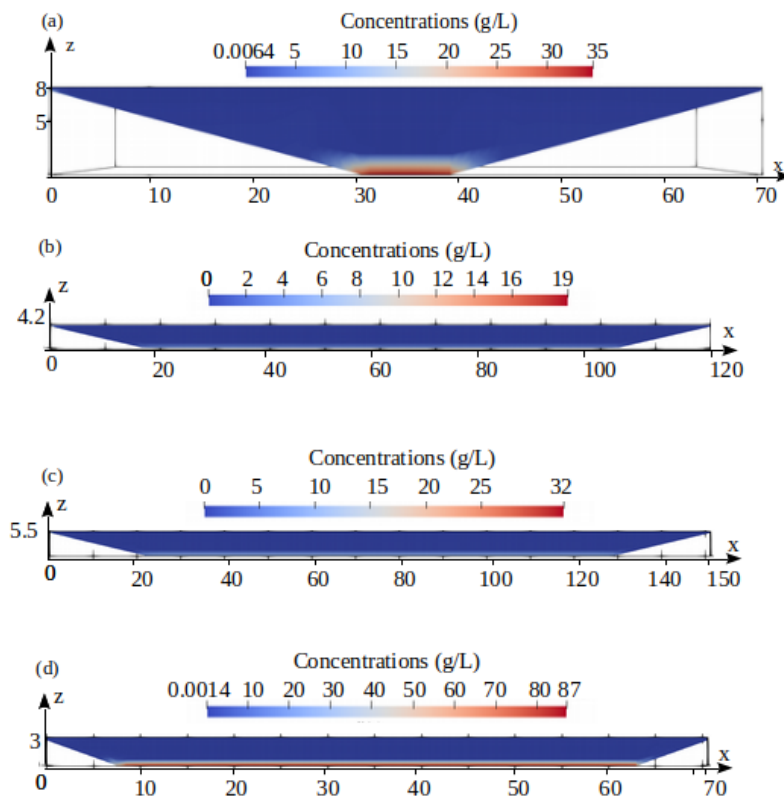 (a)
z
Concentrations (g/L)
0.0064 5 10 15 20 25 30 35
8
5
x
0 10 20 30 40 50 60 70
(b)
z
Concentrations (g/L)
0 2 4 6 8 10 12 14 16 19
4.2
x
0 20 40 60 80 100 120
(c)
z
Concentrations (g/L)
0 5 10 15 20 25 32
5.5
x
0 20 40 60 80 100 120 140 150
(d)
z
Concentrations (g/L)
0.0014 10 20 30 40 50 60 70 80 87
3
x
0 10 20 30 40 50 60 70